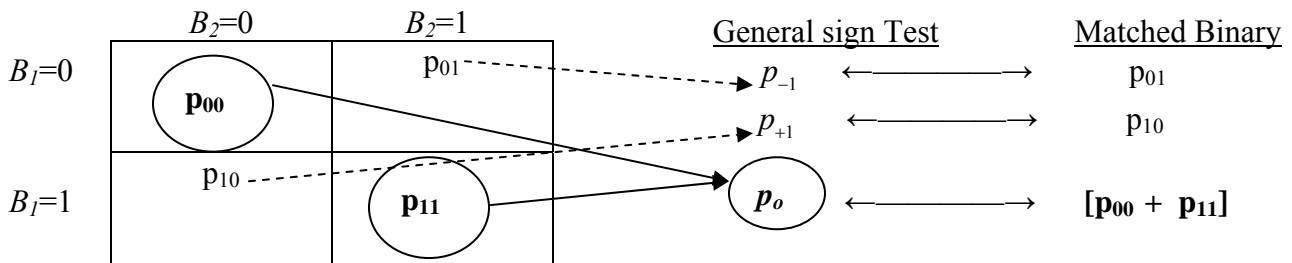 B₂=0 B₂=1 General sign Test Matched Binary
B₁=0 p₀₀ p₀₁ p₋₁ p₀₁
p₊₁ p₁₀
B₁=1 p₁₀ p₁₁ pₒ [p₀₀ + p₁₁]